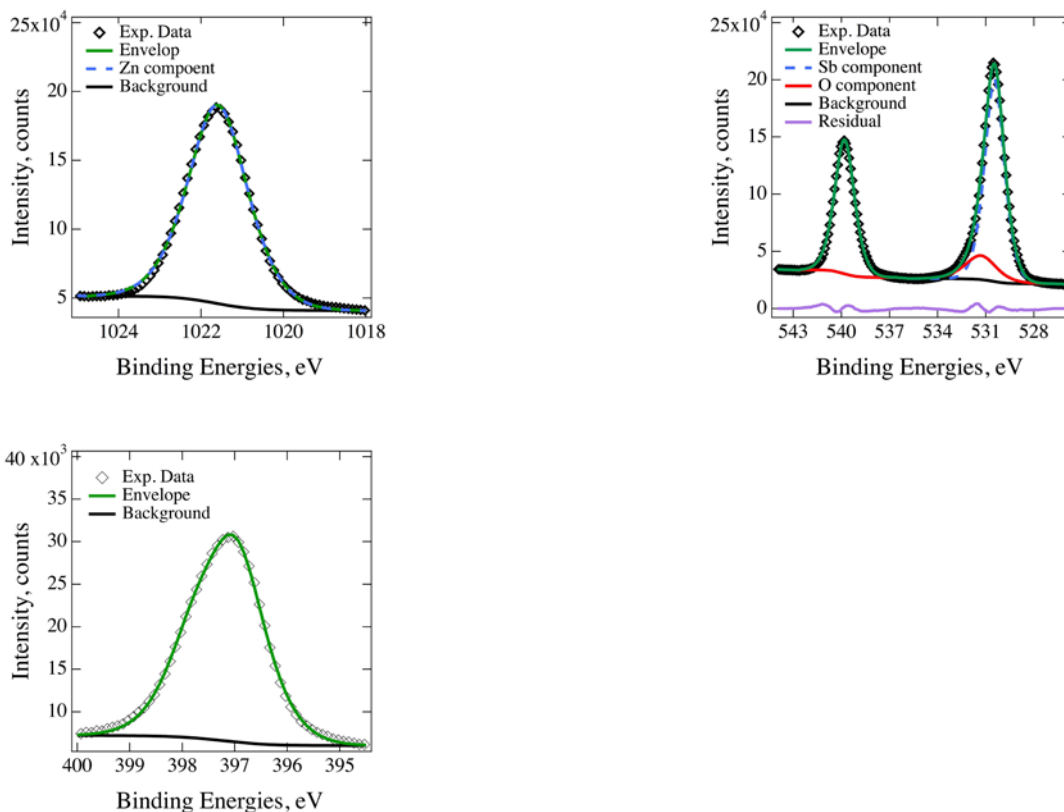 25x10⁴
20
15
10
5
Exp. Data
Envelop
Zn compoent
Background
Intensity, counts
1024
1022
1020
1018
Binding Energies, eV
25x10⁴
20
15
10
5
0
Exp. Data
Envelope
Sb component
O component
Background
Residual
Intensity, counts
543
540
537
534
531
528
Binding Energies, eV
40 x10³
35
30
25
20
15
10
Exp. Data
Envelope
Background
Intensity, counts
400
399
398
397
396
395
Binding Energies, eV